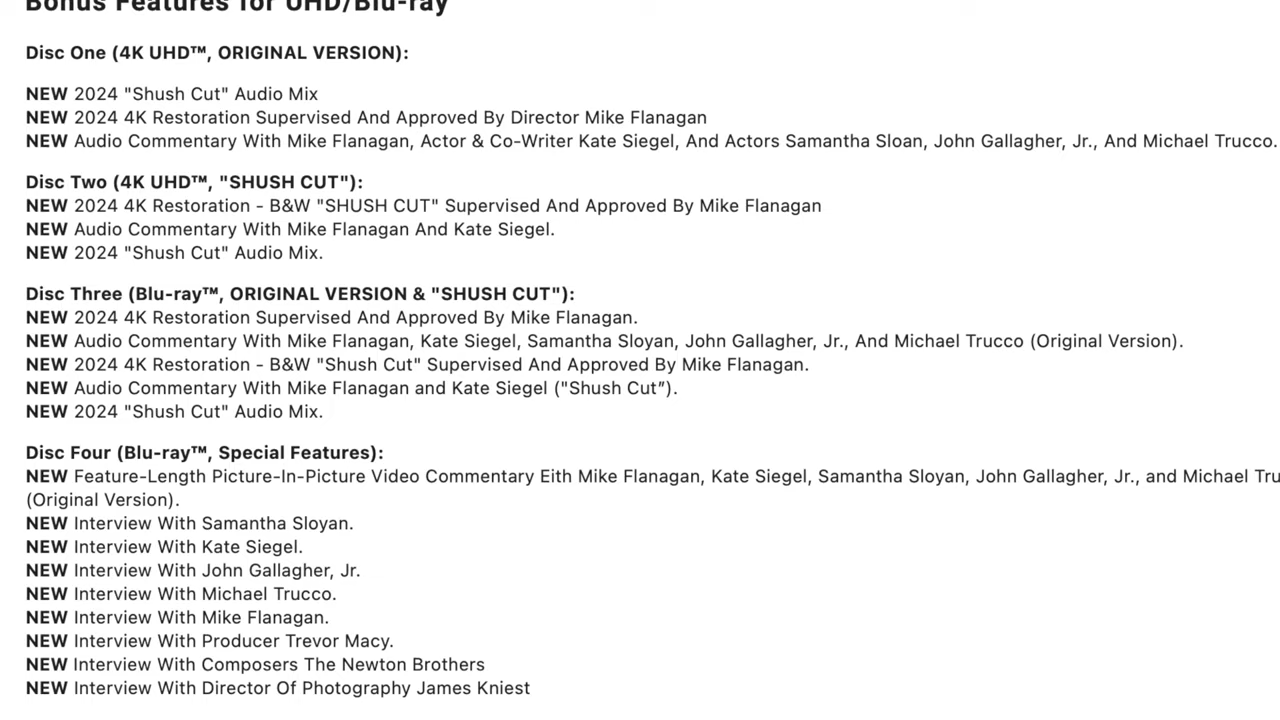 Bonus Features for UHD/Blu-ray
Disc One (4K UHD™, ORIGINAL VERSION):
NEW 2024 "Shush Cut" Audio Mix
NEW 2024 4K Restoration Supervised And Approved By Director Mike Flanagan
NEW Audio Commentary With Mike Flanagan, Actor & Co-Writer Kate Siegel, And Actors Samantha Sloan, John Gallagher, Jr., And Michael Trucco.
Disc Two (4K UHD™, "SHUSH CUT"):
NEW 2024 4K Restoration - B&W "SHUSH CUT" Supervised And Approved By Mike Flanagan
NEW Audio Commentary With Mike Flanagan And Kate Siegel.
NEW 2024 "Shush Cut" Audio Mix.
Disc Three (Blu-ray™, ORIGINAL VERSION & "SHUSH CUT"):
NEW 2024 4K Restoration Supervised And Approved By Mike Flanagan.
NEW Audio Commentary With Mike Flanagan, Kate Siegel, Samantha Sloyan, John Gallagher, Jr., And Michael Trucco (Original Version).
NEW 2024 4K Restoration - B&W "Shush Cut" Supervised And Approved By Mike Flanagan.
NEW Audio Commentary With Mike Flanagan and Kate Siegel ("Shush Cut”).
NEW 2024 "Shush Cut" Audio Mix.
Disc Four (Blu-ray™, Special Features):
NEW Feature-Length Picture-In-Picture Video Commentary Eith Mike Flanagan, Kate Siegel, Samantha Sloyan, John Gallagher, Jr., and Michael Tru
(Original Version).
NEW Interview With Samantha Sloyan.
NEW Interview With Kate Siegel.
NEW Interview With John Gallagher, Jr.
NEW Interview With Michael Trucco.
NEW Interview With Mike Flanagan.
NEW Interview With Producer Trevor Macy.
NEW Interview With Composers The Newton Brothers
NEW Interview With Director Of Photography James Kniest